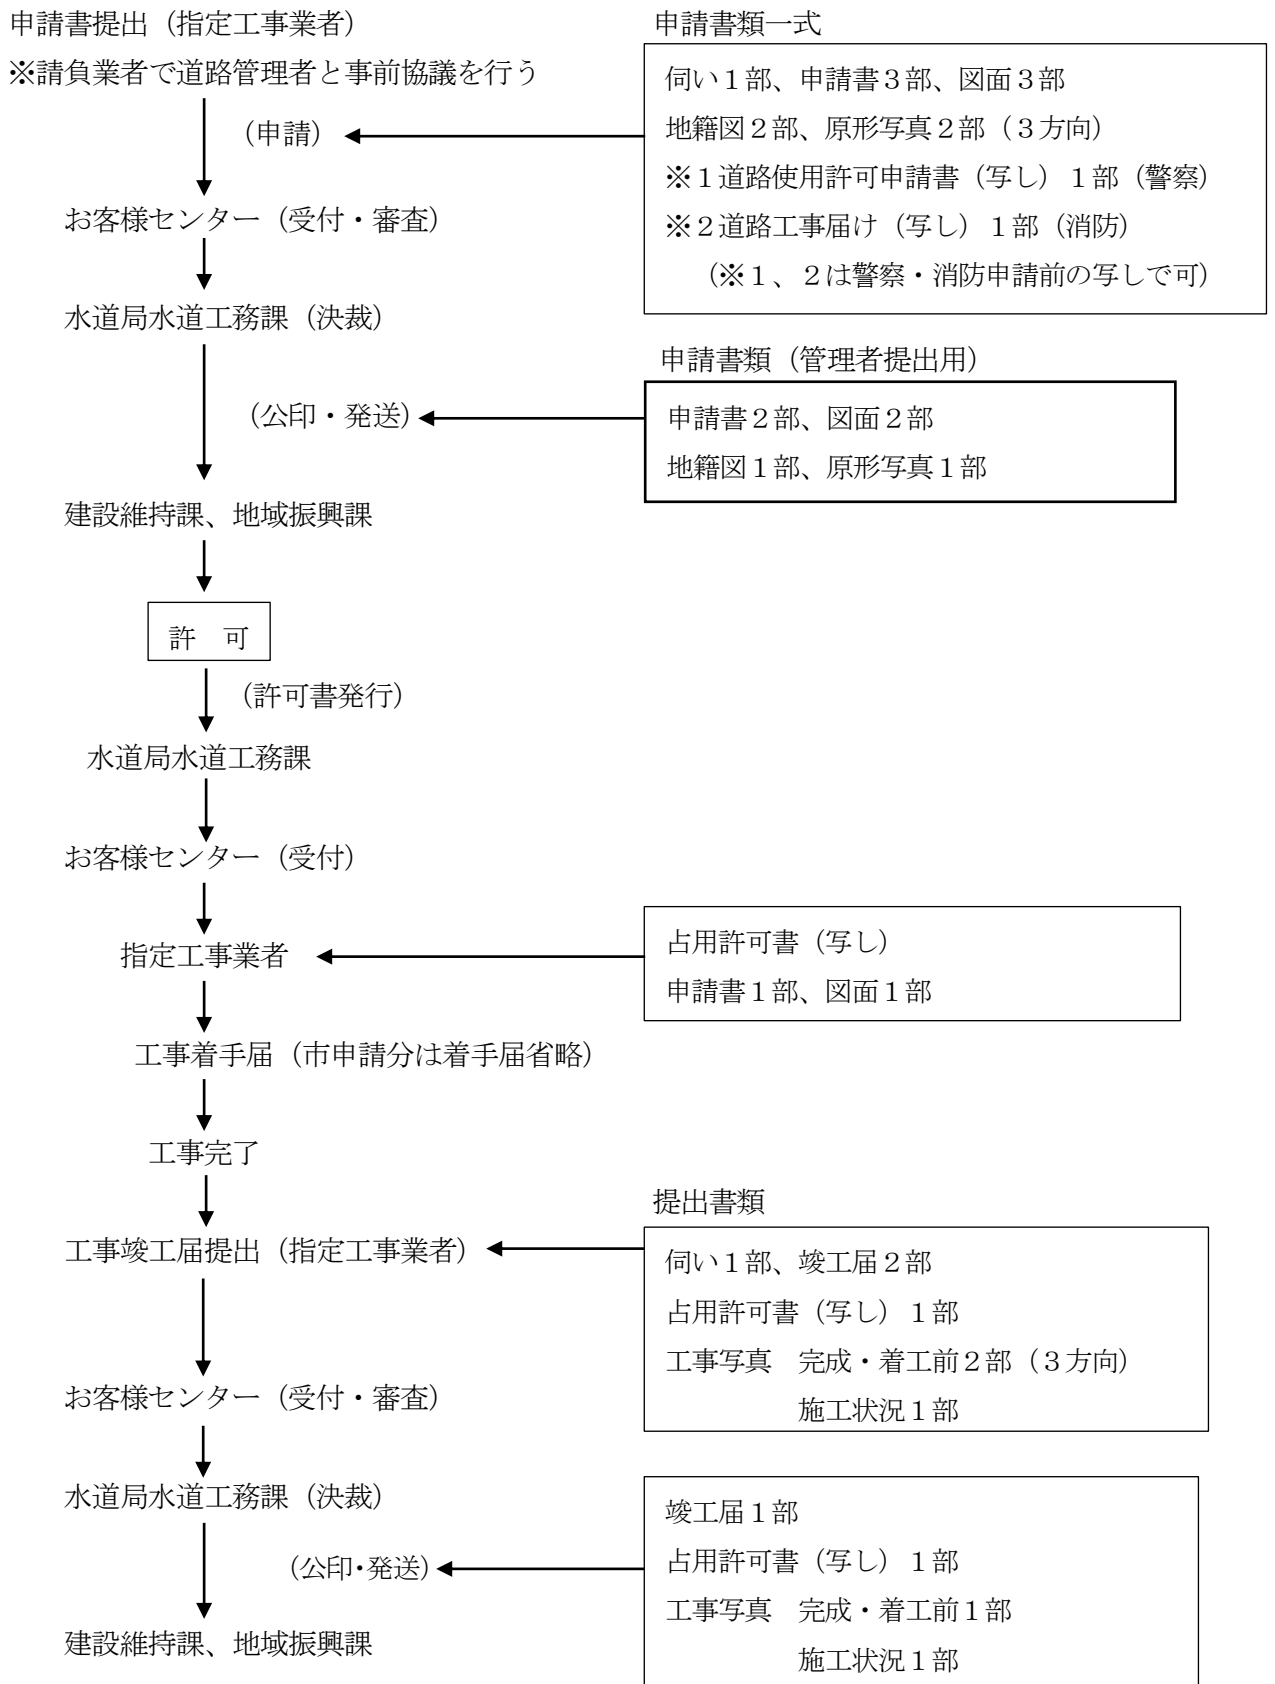 申請書提出（指定工事業者）
※請負業者で道路管理者と事前協議を行う
（申請）
お客様センター（受付・審査）
水道局水道工務課（決裁）
申請書類一式
伺い１部、申請書３部、図面３部
地籍図２部、原形写真２部（３方向）
※１道路使用許可申請書（写し）１部（警察）
※２道路工事届け（写し）１部（消防）
（※１、２は警察・消防申請前の写しで可）
申請書類（管理者提出用）
（公印・発送）
申請書２部、図面２部
地籍図１部、原形写真１部
建設維持課、地域振興課
許　可
（許可書発行）
水道局水道工務課
お客様センター（受付）
指定工事業者
占用許可書（写し）
申請書１部、図面１部
工事着手届（市申請分は着手届省略）
工事完了
提出書類
工事竣工届提出（指定工事業者）
伺い１部、竣工届２部
占用許可書（写し）１部
工事写真　完成・着工前２部（３方向）
施工状況１部
お客様センター（受付・審査）
水道局水道工務課（決裁）
（公印・発送）
竣工届１部
占用許可書（写し）１部
工事写真　完成・着工前１部
施工状況１部
建設維持課、地域振興課